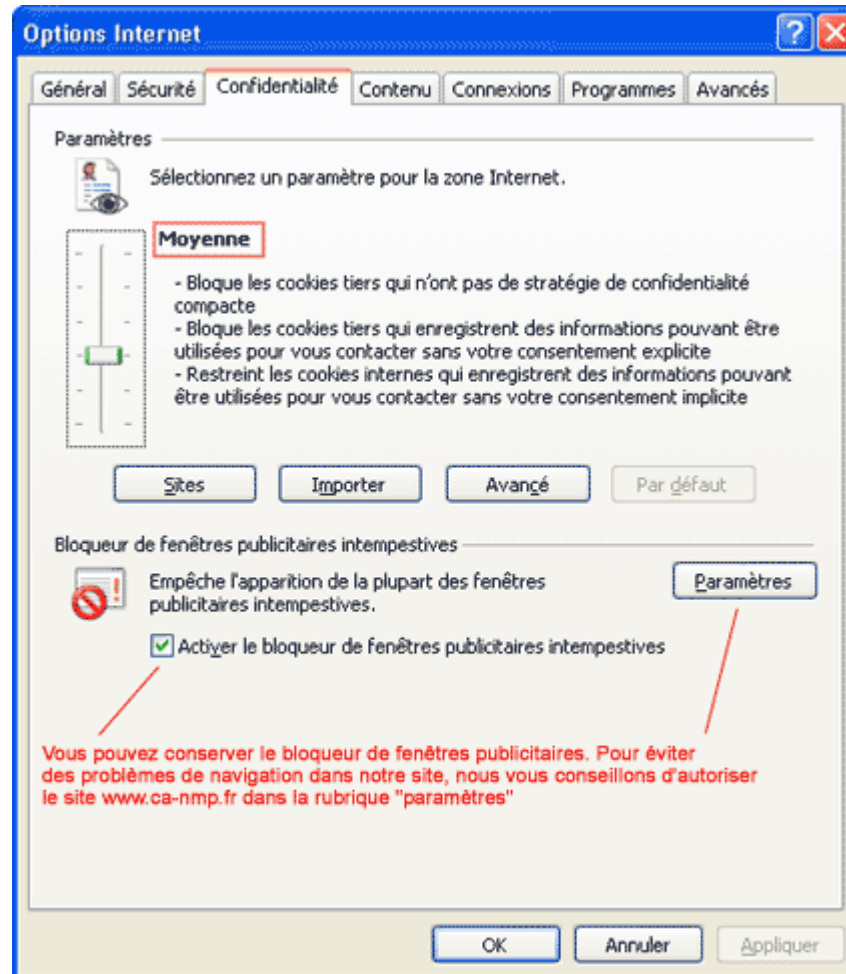 Options Internet
Général Sécurité Confidentialité Contenu Connexions Programmes Avancés
Paramètres
Sélectionnez un paramètre pour la zone Internet.
Moyenne
- Bloque les cookies tiers qui n'ont pas de stratégie de confidentialité
compacte
- Bloque les cookies tiers qui enregistrent des informations pouvant être
utilisées pour vous contacter sans votre consentement explicite
- Restreint les cookies internes qui enregistrent des informations pouvant
être utilisées pour vous contacter sans votre consentement implicite
Sites Importer Avancé Par défaut
Bloqueur de fenêtres publicitaires intempestives
Empêche l'apparition de la plupart des fenêtres
publicitaires intempestives.
Paramètres
Activer le bloqueur de fenêtres publicitaires intempestives
Vous pouvez conserver le bloqueur de fenêtres publicitaires. Pour éviter
des problèmes de navigation dans notre site, nous vous conseillons d'autoriser
le site www.ca-nmp.fr dans la rubrique "paramètres"
OK Annuler Appliquer